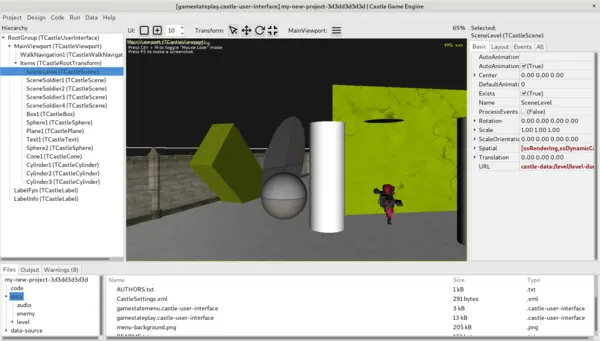 [gamestateplay.castle-user-interface] my-new-project-3d3dd3d3d3d | Castle Game Engine
Project Design Code Run Data Help
Hierarchy
RootGroup (TCastleUserInterface)
MainViewport (TCastleViewport)
WalkNavigation1 (TCastleWalkNavigat
Items (TCastleRootTransform)
SceneLevel (TCastleScene)
SceneSoldier1 (TCastleScene)
SceneSoldier2 (TCastleScene)
SceneSoldier3 (TCastleScene)
SceneSoldier4 (TCastleScene)
Box1 (TCastleBox)
Sphere1 (TCastleSphere)
Plane1 (TCastlePlane)
Text1 (TCastleText)
Sphere2 (TCastleSphere)
Cone1 (TCastleCone)
Cylinder1 (TCastleCylinder)
Cylinder2 (TCastleCylinder)
Cylinder3 (TCastleCylinder)
LabelFps (TCastleLabel)
LabelInfo (TCastleLabel)
UI: 10 Transform: MainViewport: 65%
Press Ctrl + M to toggle "Mouse Look" mode
Press F5 to make a screenshot
FPS: xxx
Selected:
SceneLevel (TCastleScene)
Basic Layout Events All
AutoAnimation
AutoAnimation (True)
Center 0.00 0.00 0.00
DefaultAnimat 0
Exists (True)
Name SceneLevel
ProcessEvents (False)
Rotation 0.00 0.00 0.00 0.00
Scale 1.00 1.00 1.00
ScaleOrientatio 0.00 0.00 0.00 0.00
Spatial [ssRendering,ssDynamicC
Translation 0.00 0.00 0.00
URL castle-data:/level/level-du
Files Output Warnings (8)
my-new-project-3d3dd3d3d3d
code
data
audio
enemy
level
data-source
Name Size Type
AUTHORS.txt 1 kB .txt
CastleSettings.xml 291 bytes .xml
gamestatemenu.castle-user-interface 3 kB .castle-user-interface
gamestateplay.castle-user-interface 13 kB .castle-user-interface
menu-background.png 205 kB .png